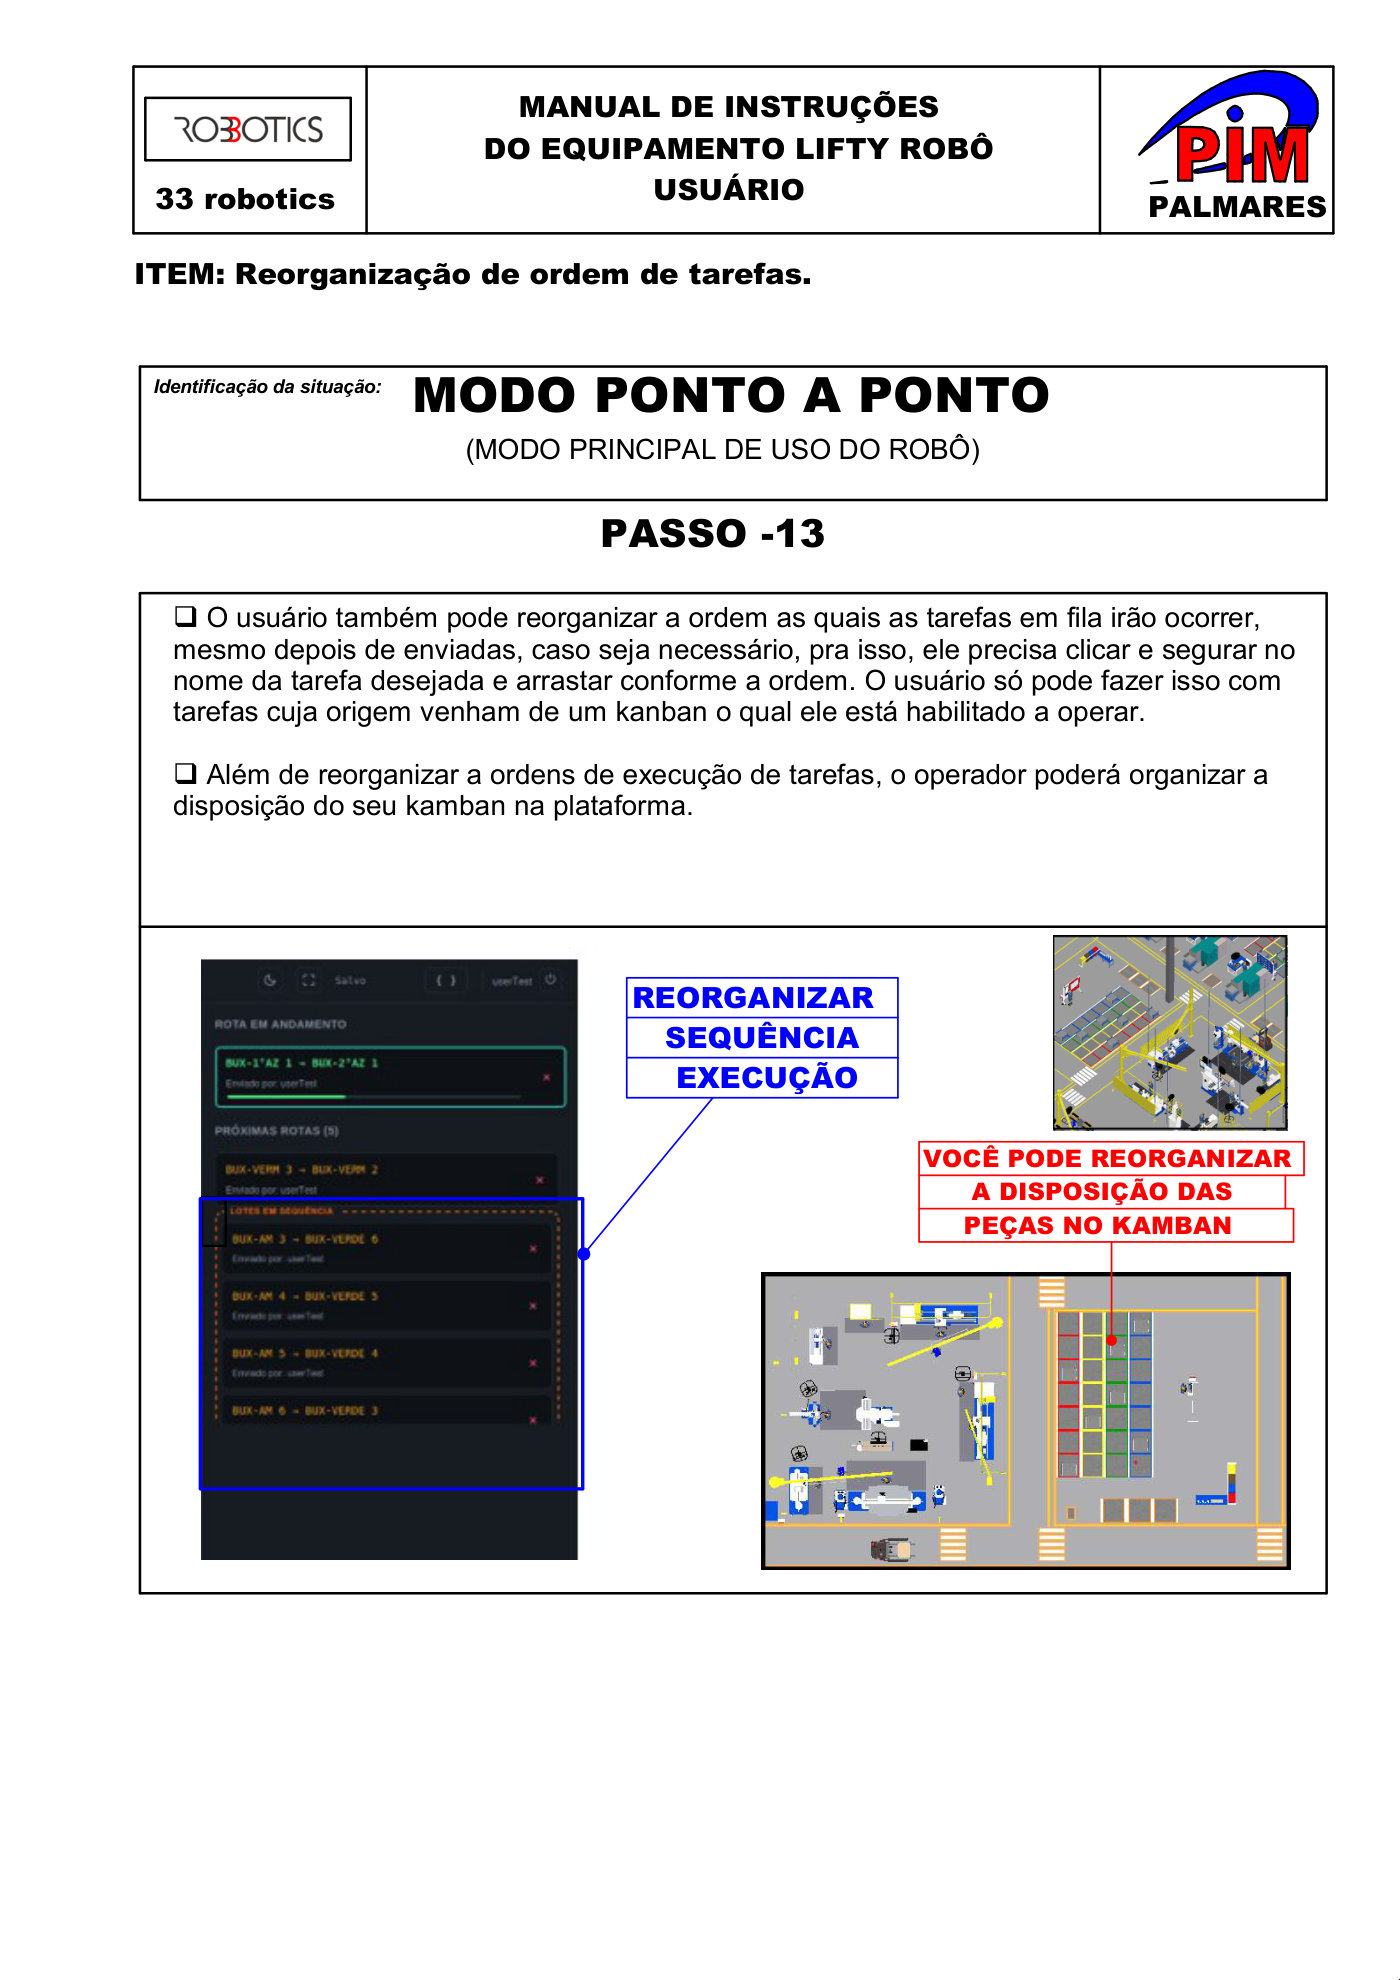 ROBBOTICS
33 robotics
MANUAL DE INSTRUÇÕES
DO EQUIPAMENTO LIFTY ROBÔ
USUÁRIO
PIM
PALMARES
ITEM: Reorganização de ordem de tarefas.
Identificação da situação:
MODO PONTO A PONTO
(MODO PRINCIPAL DE USO DO ROBÔ)
PASSO -13
❑ O usuário também pode reorganizar a ordem as quais as tarefas em fila irão ocorrer,
mesmo depois de enviadas, caso seja necessário, pra isso, ele precisa clicar e segurar no
nome da tarefa desejada e arrastar conforme a ordem. O usuário só pode fazer isso com
tarefas cuja origem venham de um kanban o qual ele está habilitado a operar.
❑ Além de reorganizar a ordens de execução de tarefas, o operador poderá organizar a
disposição do seu kamban na plataforma.
Salvo
{ }
userTest
ROTA EM ANDAMENTO
BUX-1°AZ 1 → BUX-2°AZ 1
Enviado por: userTest
PRÓXIMAS ROTAS (5)
BUX-VERM 3 → BUX-VERM 2
Enviado por: userTest
LOTES EM SEQUÊNCIA
BUX-AM 3 → BUX-VERDE 6
Enviado por: userTest
BUX-AM 4 → BUX-VERDE 5
Enviado por: userTest
BUX-AM 5 → BUX-VERDE 4
Enviado por: userTest
BUX-AM 6 → BUX-VERDE 3
REORGANIZAR
SEQUÊNCIA
EXECUÇÃO
VOCÊ PODE REORGANIZAR
A DISPOSIÇÃO DAS
PEÇAS NO KAMBAN